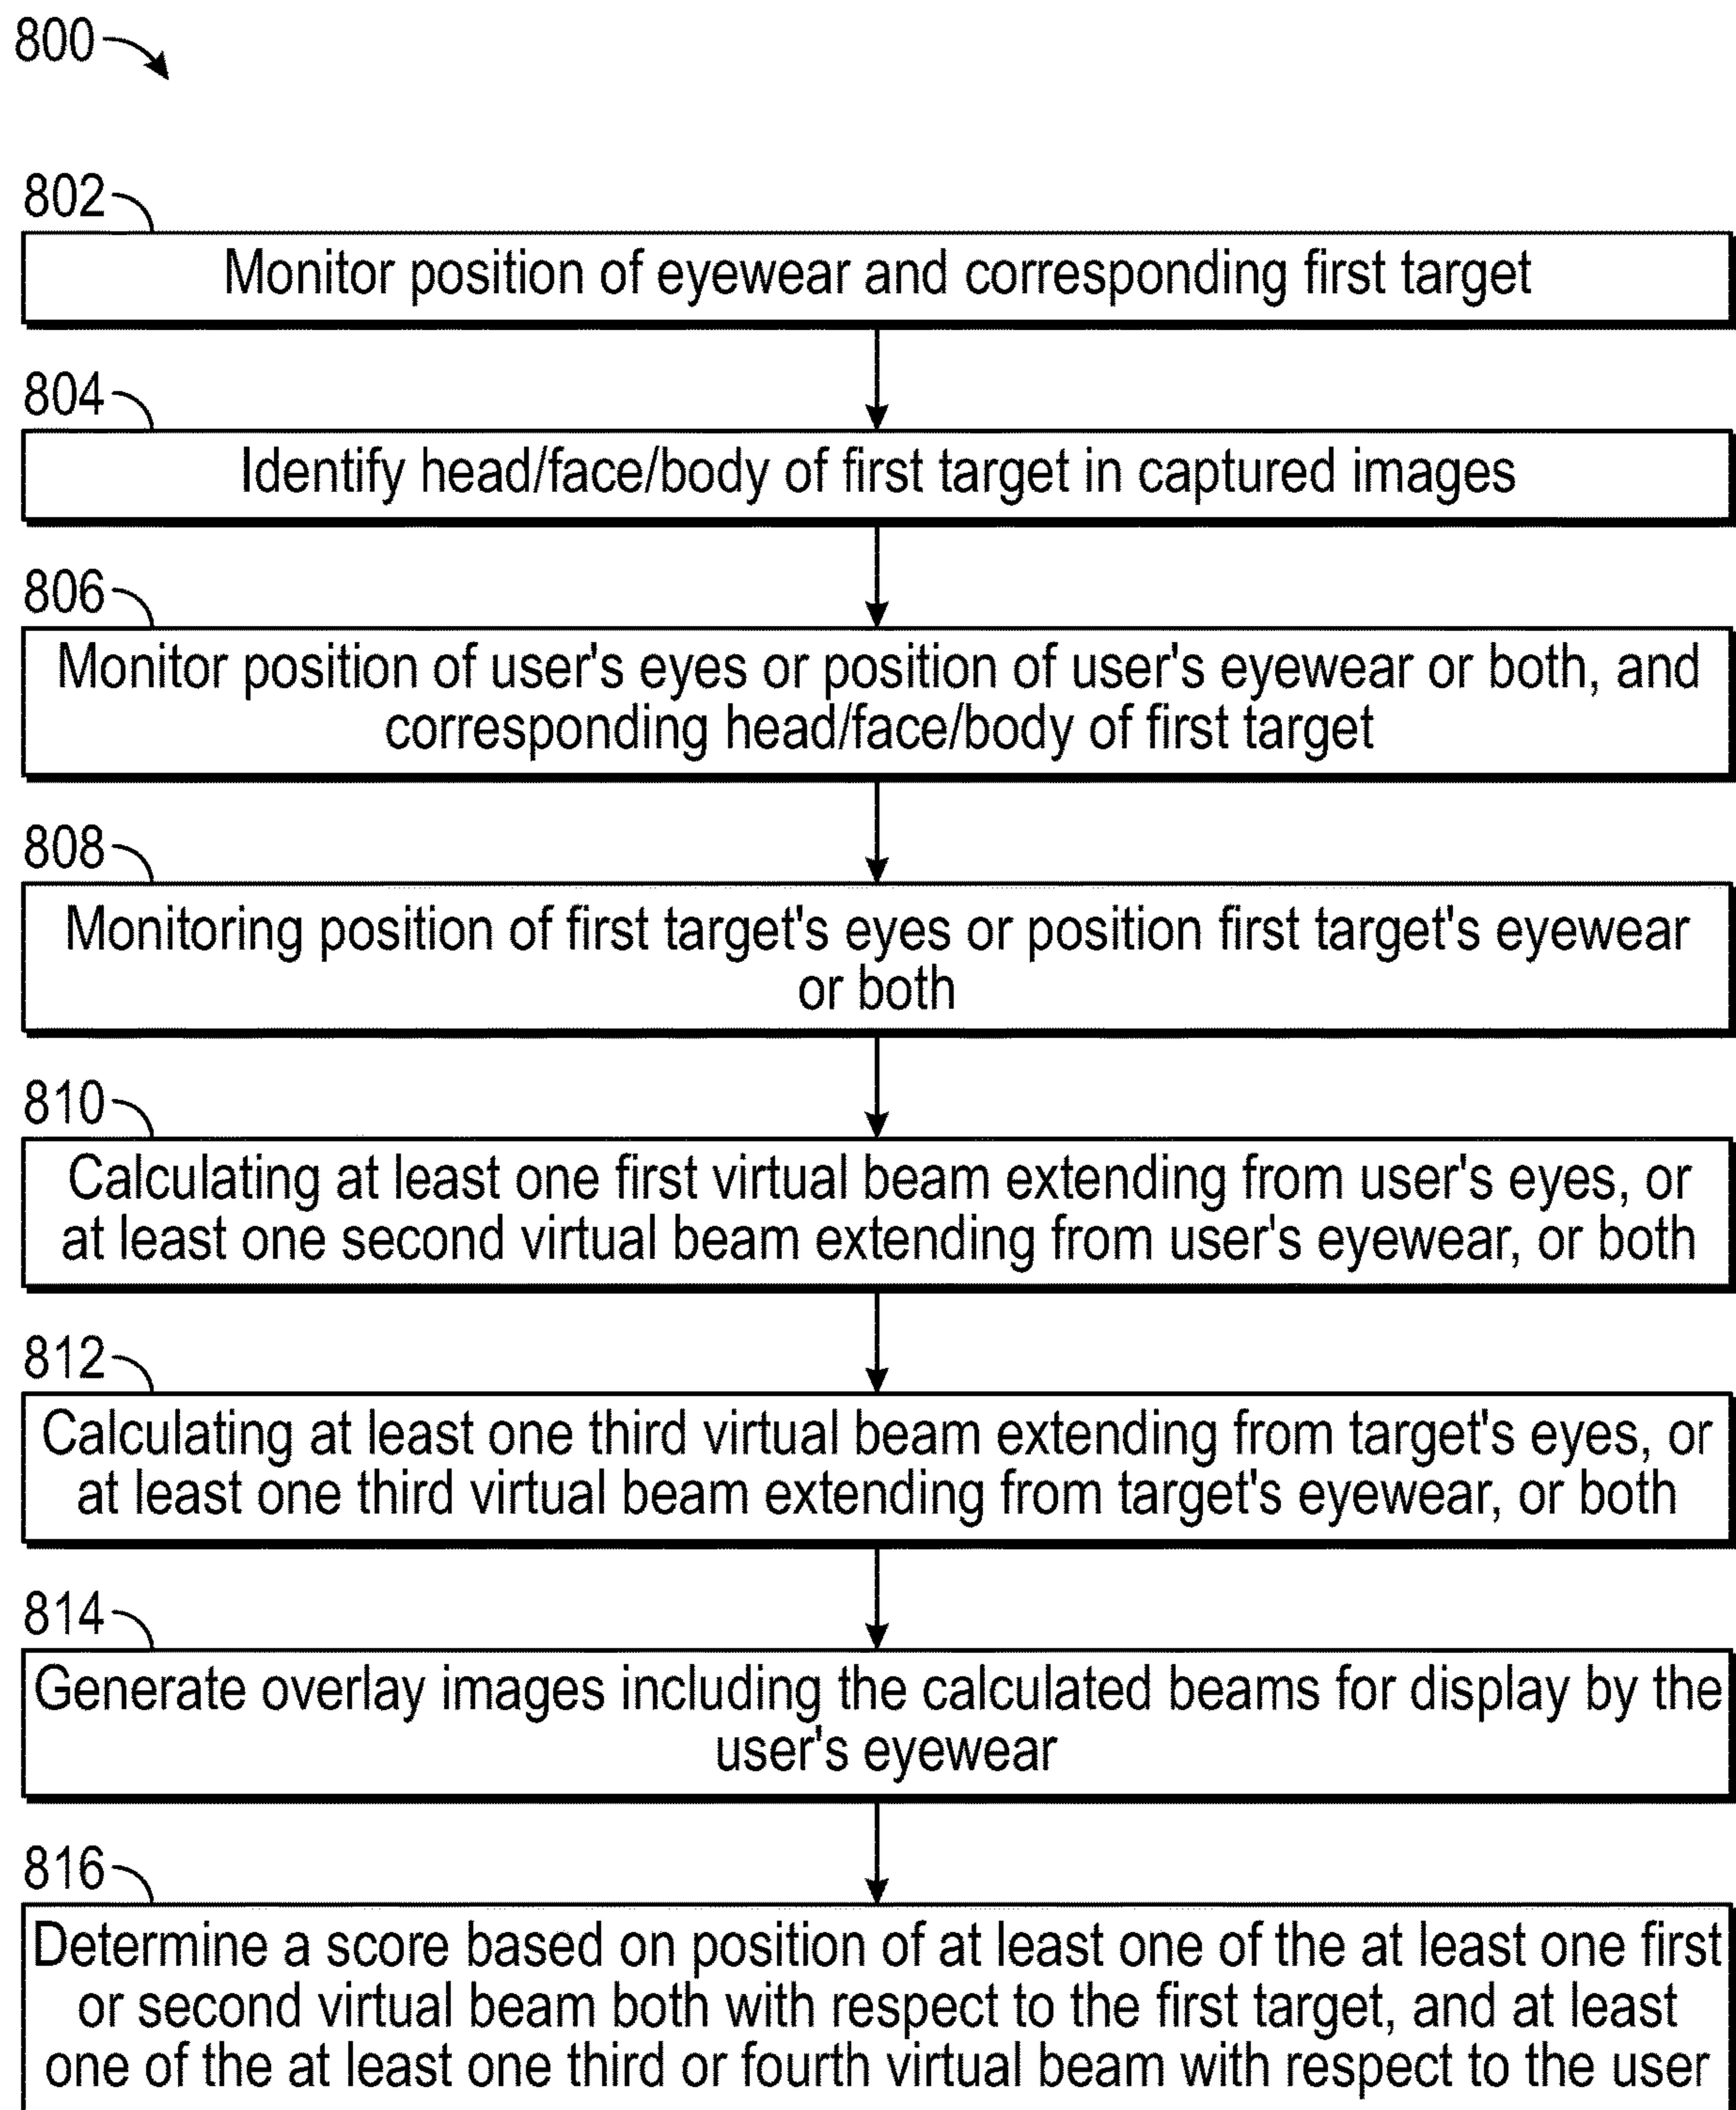 800
802
Monitor position of eyewear and corresponding first target
804
Identify head/face/body of first target in captured images
806
Monitor position of user's eyes or position of user's eyewear or both, and
corresponding head/face/body of first target
808
Monitoring position of first target's eyes or position first target's eyewear
or both
810
Calculating at least one first virtual beam extending from user's eyes, or
at least one second virtual beam extending from user's eyewear, or both
812
Calculating at least one third virtual beam extending from target's eyes, or
at least one third virtual beam extending from target's eyewear, or both
814
Generate overlay images including the calculated beams for display by the
user's eyewear
816
Determine a score based on position of at least one of the at least one first
or second virtual beam both with respect to the first target, and at least
one of the at least one third or fourth virtual beam with respect to the user